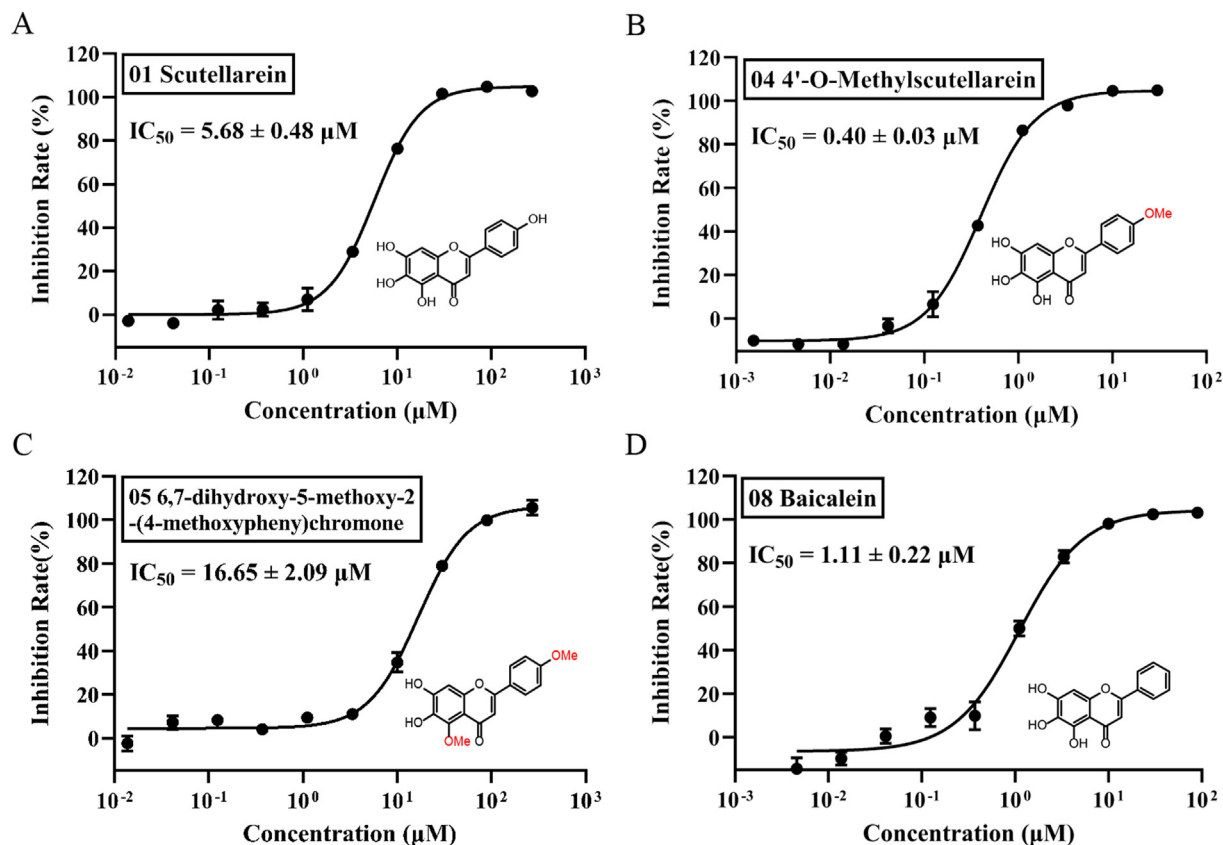 A
120
100
80
60
40
20
0
Inhibition Rate (%)
01 Scutellarein
IC50 = 5.68 ± 0.48 µM
OH
HO
O
HO
OH
O
10-2
10-1
100
101
102
103
Concentration (µM)
B
120
100
80
60
40
20
0
Inhibition Rate (%)
04 4'-O-Methylscutellarein
IC50 = 0.40 ± 0.03 µM
OMe
HO
O
HO
OH
O
10-3
10-2
10-1
100
101
102
Concentration (µM)
C
120
100
80
60
40
20
0
Inhibition Rate(%)
05 6,7-dihydroxy-5-methoxy-2
-(4-methoxypheny)chromone
IC50 = 16.65 ± 2.09 µM
OMe
HO
O
HO
OMe
O
10-2
10-1
100
101
102
103
Concentration (µM)
D
120
100
80
60
40
20
0
Inhibition Rate(%)
08 Baicalein
IC50 = 1.11 ± 0.22 µM
HO
O
HO
OH
O
10-3
10-2
10-1
100
101
102
Concentration (µM)